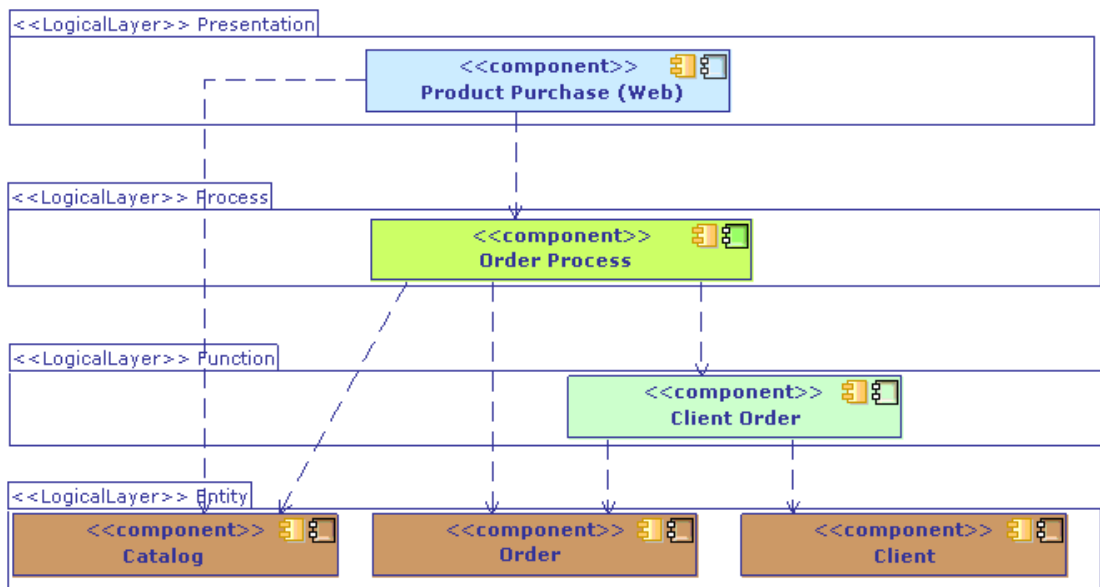 <<LogicalLayer>> Presentation
<<component>>
Product Purchase (Web)
<<LogicalLayer>> Process
<<component>>
Order Process
<<LogicalLayer>> Function
<<component>>
Client Order
<<LogicalLayer>> Entity
<<component>>
Catalog
<<component>>
Order
<<component>>
Client